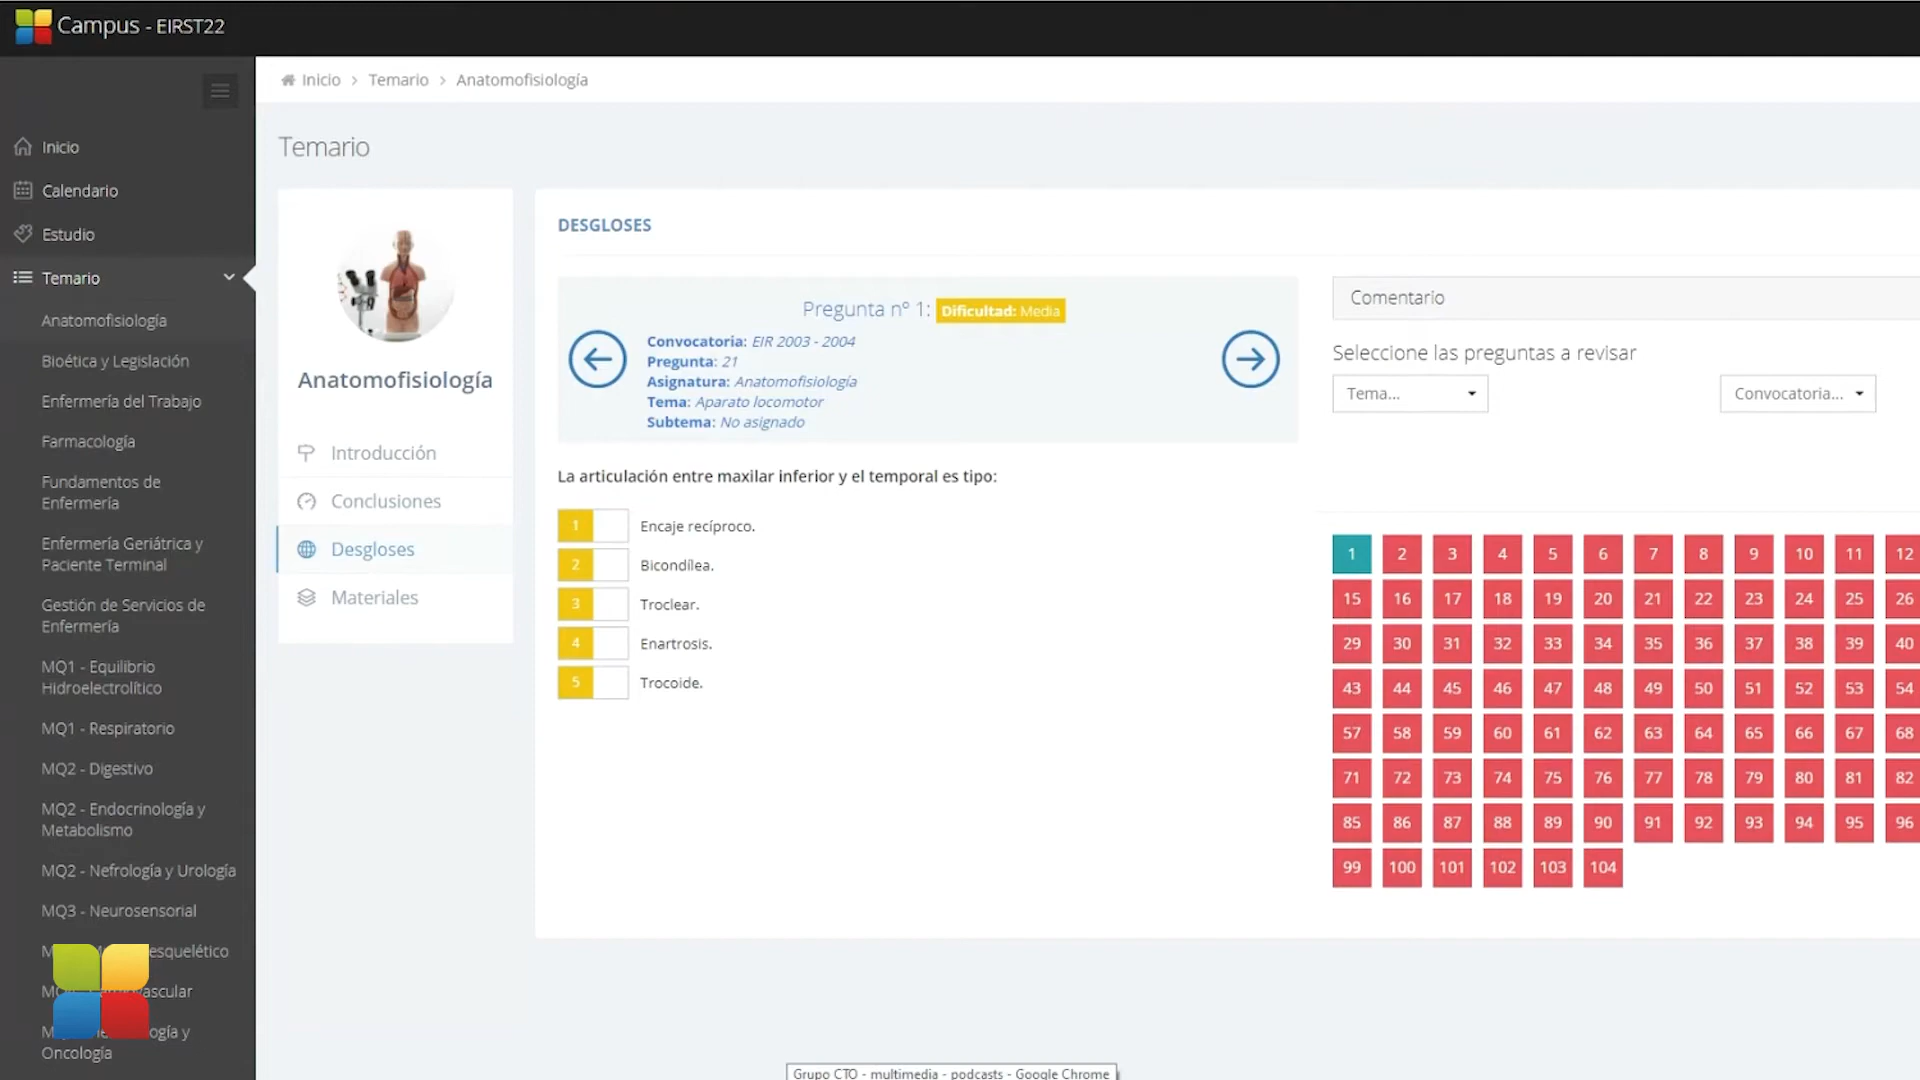 Campus - EIRST22
Inicio > Temario > Anatomofisiología
Inicio
Calendario
Estudio
Temario
Anatomofisiología
Bioética y Legislación
Enfermería del Trabajo
Farmacología
Fundamentos de
Enfermería
Enfermería Geriátrica y
Paciente Terminal
Gestión de Servicios de
Enfermería
MQ1 - Equilibrio
Hidroelectrolítico
MQ1 - Respiratorio
MQ2 - Digestivo
MQ2 - Endocrinología y
Metabolismo
MQ2 - Nefrología y Urología
MQ3 - Neurosensorial
Oncología
Temario
Anatomofisiología
Introducción
Conclusiones
Desgloses
Materiales
DESGLOSES
Pregunta nº 1: Dificultad: Media
Convocatoria: EIR 2003 - 2004
Pregunta: 21
Asignatura: Anatomofisiología
Tema: Aparato locomotor
Subtema: No asignado
La articulación entre maxilar inferior y el temporal es tipo:
1 Encaje recíproco.
2 Bicondílea.
3 Troclear.
4 Enartrosis.
5 Trocoide.
Comentario
Seleccione las preguntas a revisar
Tema... Convocatoria...
1 2 3 4 5 6 7 8 9 10 11 12
15 16 17 18 19 20 21 22 23 24 25 26
29 30 31 32 33 34 35 36 37 38 39 40
43 44 45 46 47 48 49 50 51 52 53 54
57 58 59 60 61 62 63 64 65 66 67 68
71 72 73 74 75 76 77 78 79 80 81 82
85 86 87 88 89 90 91 92 93 94 95 96
99 100 101 102 103 104
Grupo CTO - multimedia - podcasts - Google Chrome